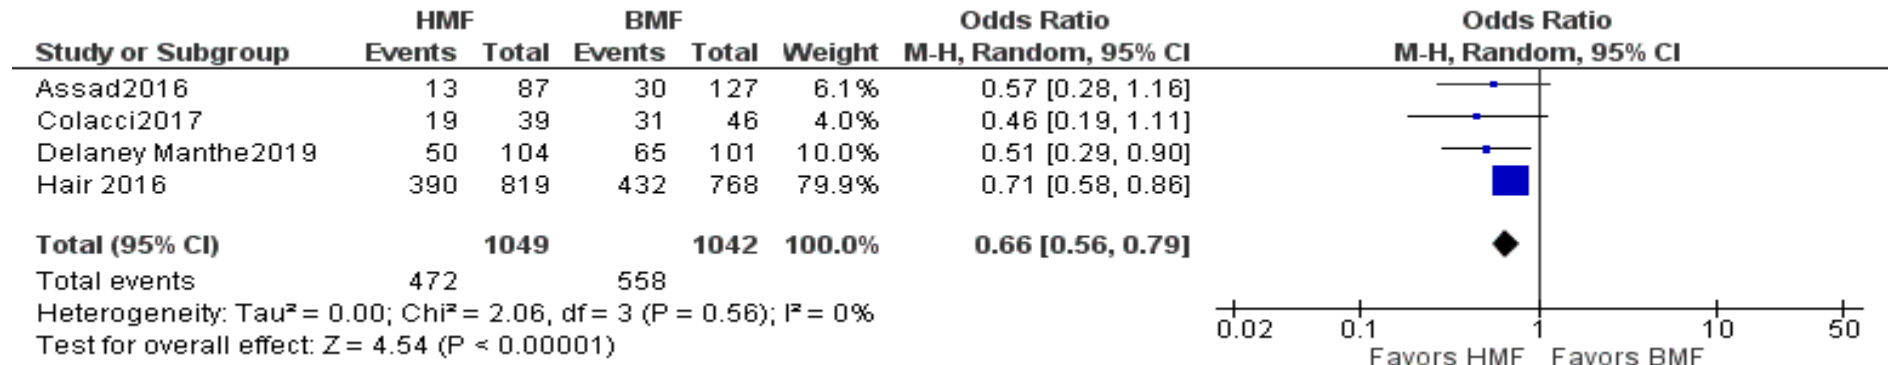 HMF BMF Odds Ratio Odds Ratio
Study or Subgroup Events Total Events Total Weight M-H, Random, 95% CI M-H, Random, 95% CI
Assad2016 13 87 30 127 6.1% 0.57 [0.28, 1.16]
Colacci2017 19 39 31 46 4.0% 0.46 [0.19, 1.11]
Delaney Manthe2019 50 104 65 101 10.0% 0.51 [0.29, 0.90]
Hair 2016 390 819 432 768 79.9% 0.71 [0.58, 0.86]
Total (95% CI) 1049 1042 100.0% 0.66 [0.56, 0.79]
Total events 472 558
Heterogeneity: Tau² = 0.00; Chi² = 2.06, df = 3 (P = 0.56); I² = 0%
Test for overall effect: Z = 4.54 (P < 0.00001)
0.02 0.1 1 10 50
Favors HMF Favors BMF